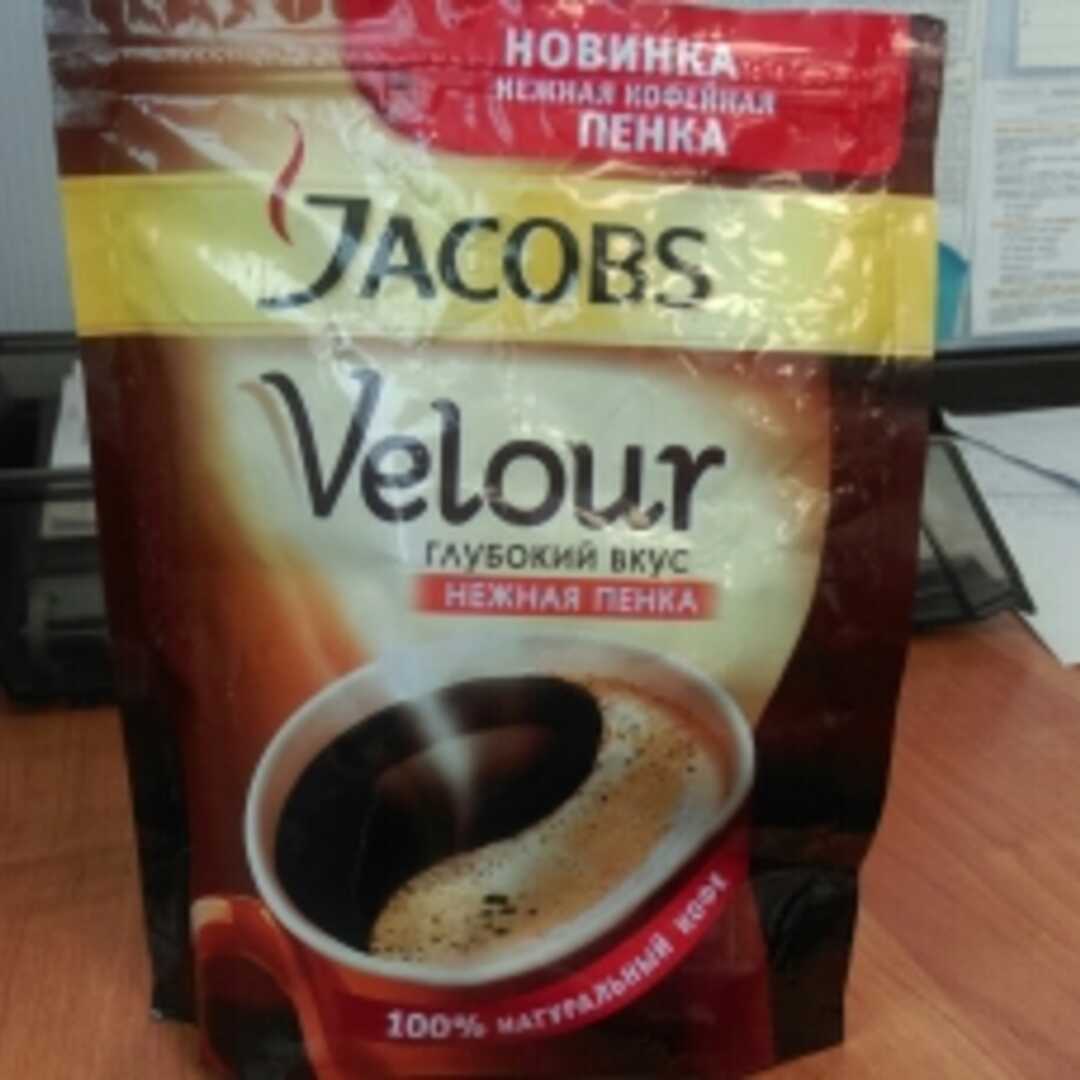 НОВИНКА
НЕЖНАЯ КОФЕЙНАЯ
ПЕНКА
JACOBS
Velour
ГЛУБОКИЙ ВКУС
НЕЖНАЯ ПЕНКА
100% НАТУРАЛЬНЫЙ КОФЕ